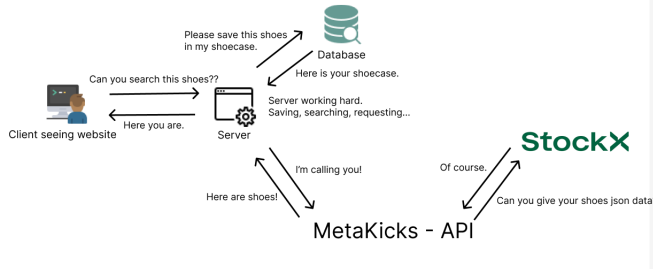 Please save this shoes
in my shoecase.
Database
Here is your shoecase.
Can you search this shoes??
Server working hard.
Saving, searching, requesting...
Here you are.
Client seeing website
Server
StockX
I'm calling you!
Of course.
Here are shoes!
Can you give your shoes json data
MetaKicks - API